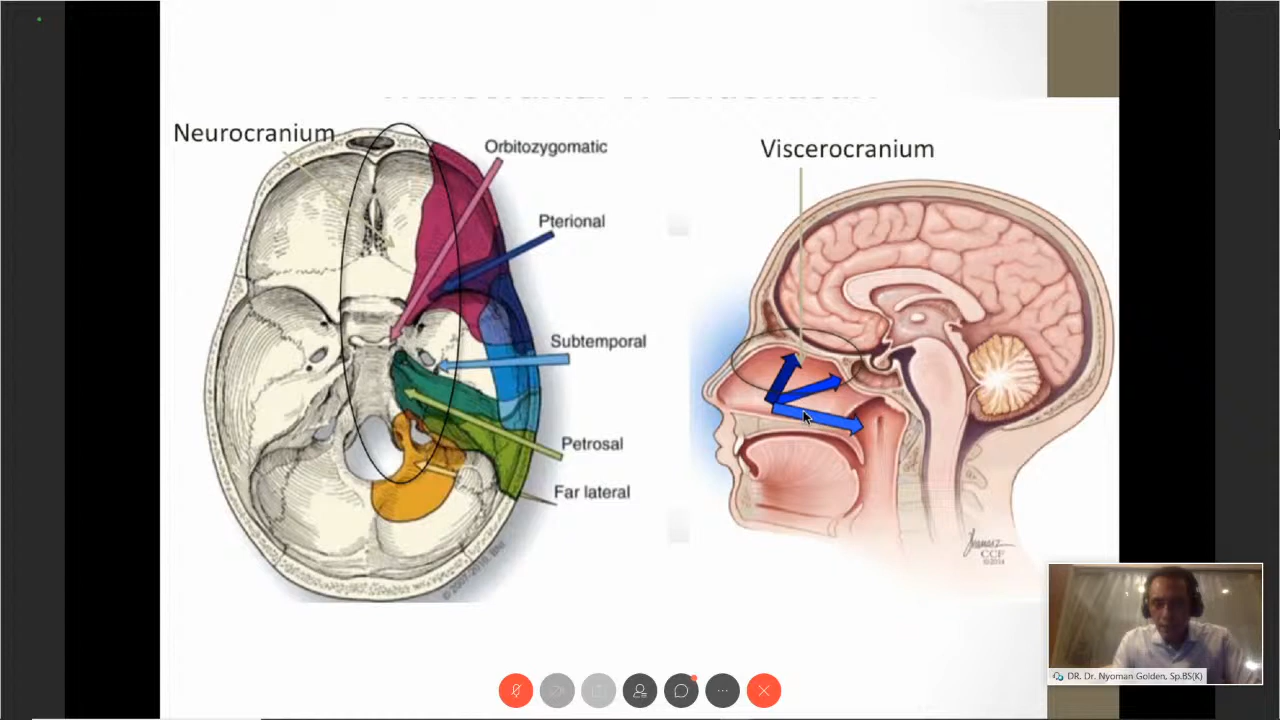 Neurocranium
Orbitozygomatic
Pterional
Subtemporal
Petrosal
Far lateral
Viscerocranium
CCF
DR. Dr. Nyoman Golden, Sp.BS(K)